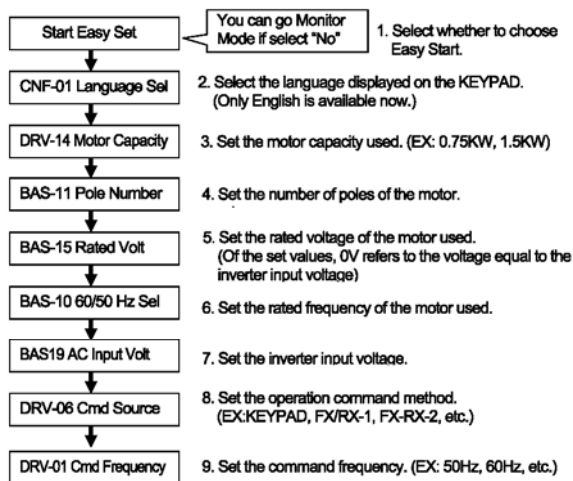 Start Easy Set
You can go Monitor
Mode if select "No"
1. Select whether to choose
Easy Start.
CNF-01 Language Sel
2. Select the language displayed on the KEYPAD.
(Only English is available now.)
DRV-14 Motor Capacity
3. Set the motor capacity used. (EX: 0.75KW, 1.5KW)
BAS-11 Pole Number
4. Set the number of poles of the motor.
BAS-15 Rated Volt
5. Set the rated voltage of the motor used.
(Of the set values, 0V refers to the voltage equal to the
inverter input voltage)
BAS-10 60/50 Hz Sel
6. Set the rated frequency of the motor used.
BAS19 AC Input Volt
7. Set the inverter input voltage.
DRV-06 Cmd Source
8. Set the operation command method.
(EX:KEYPAD, FX/RX-1, FX-RX-2, etc.)
DRV-01 Cmd Frequency
9. Set the command frequency. (EX: 50Hz, 60Hz, etc.)